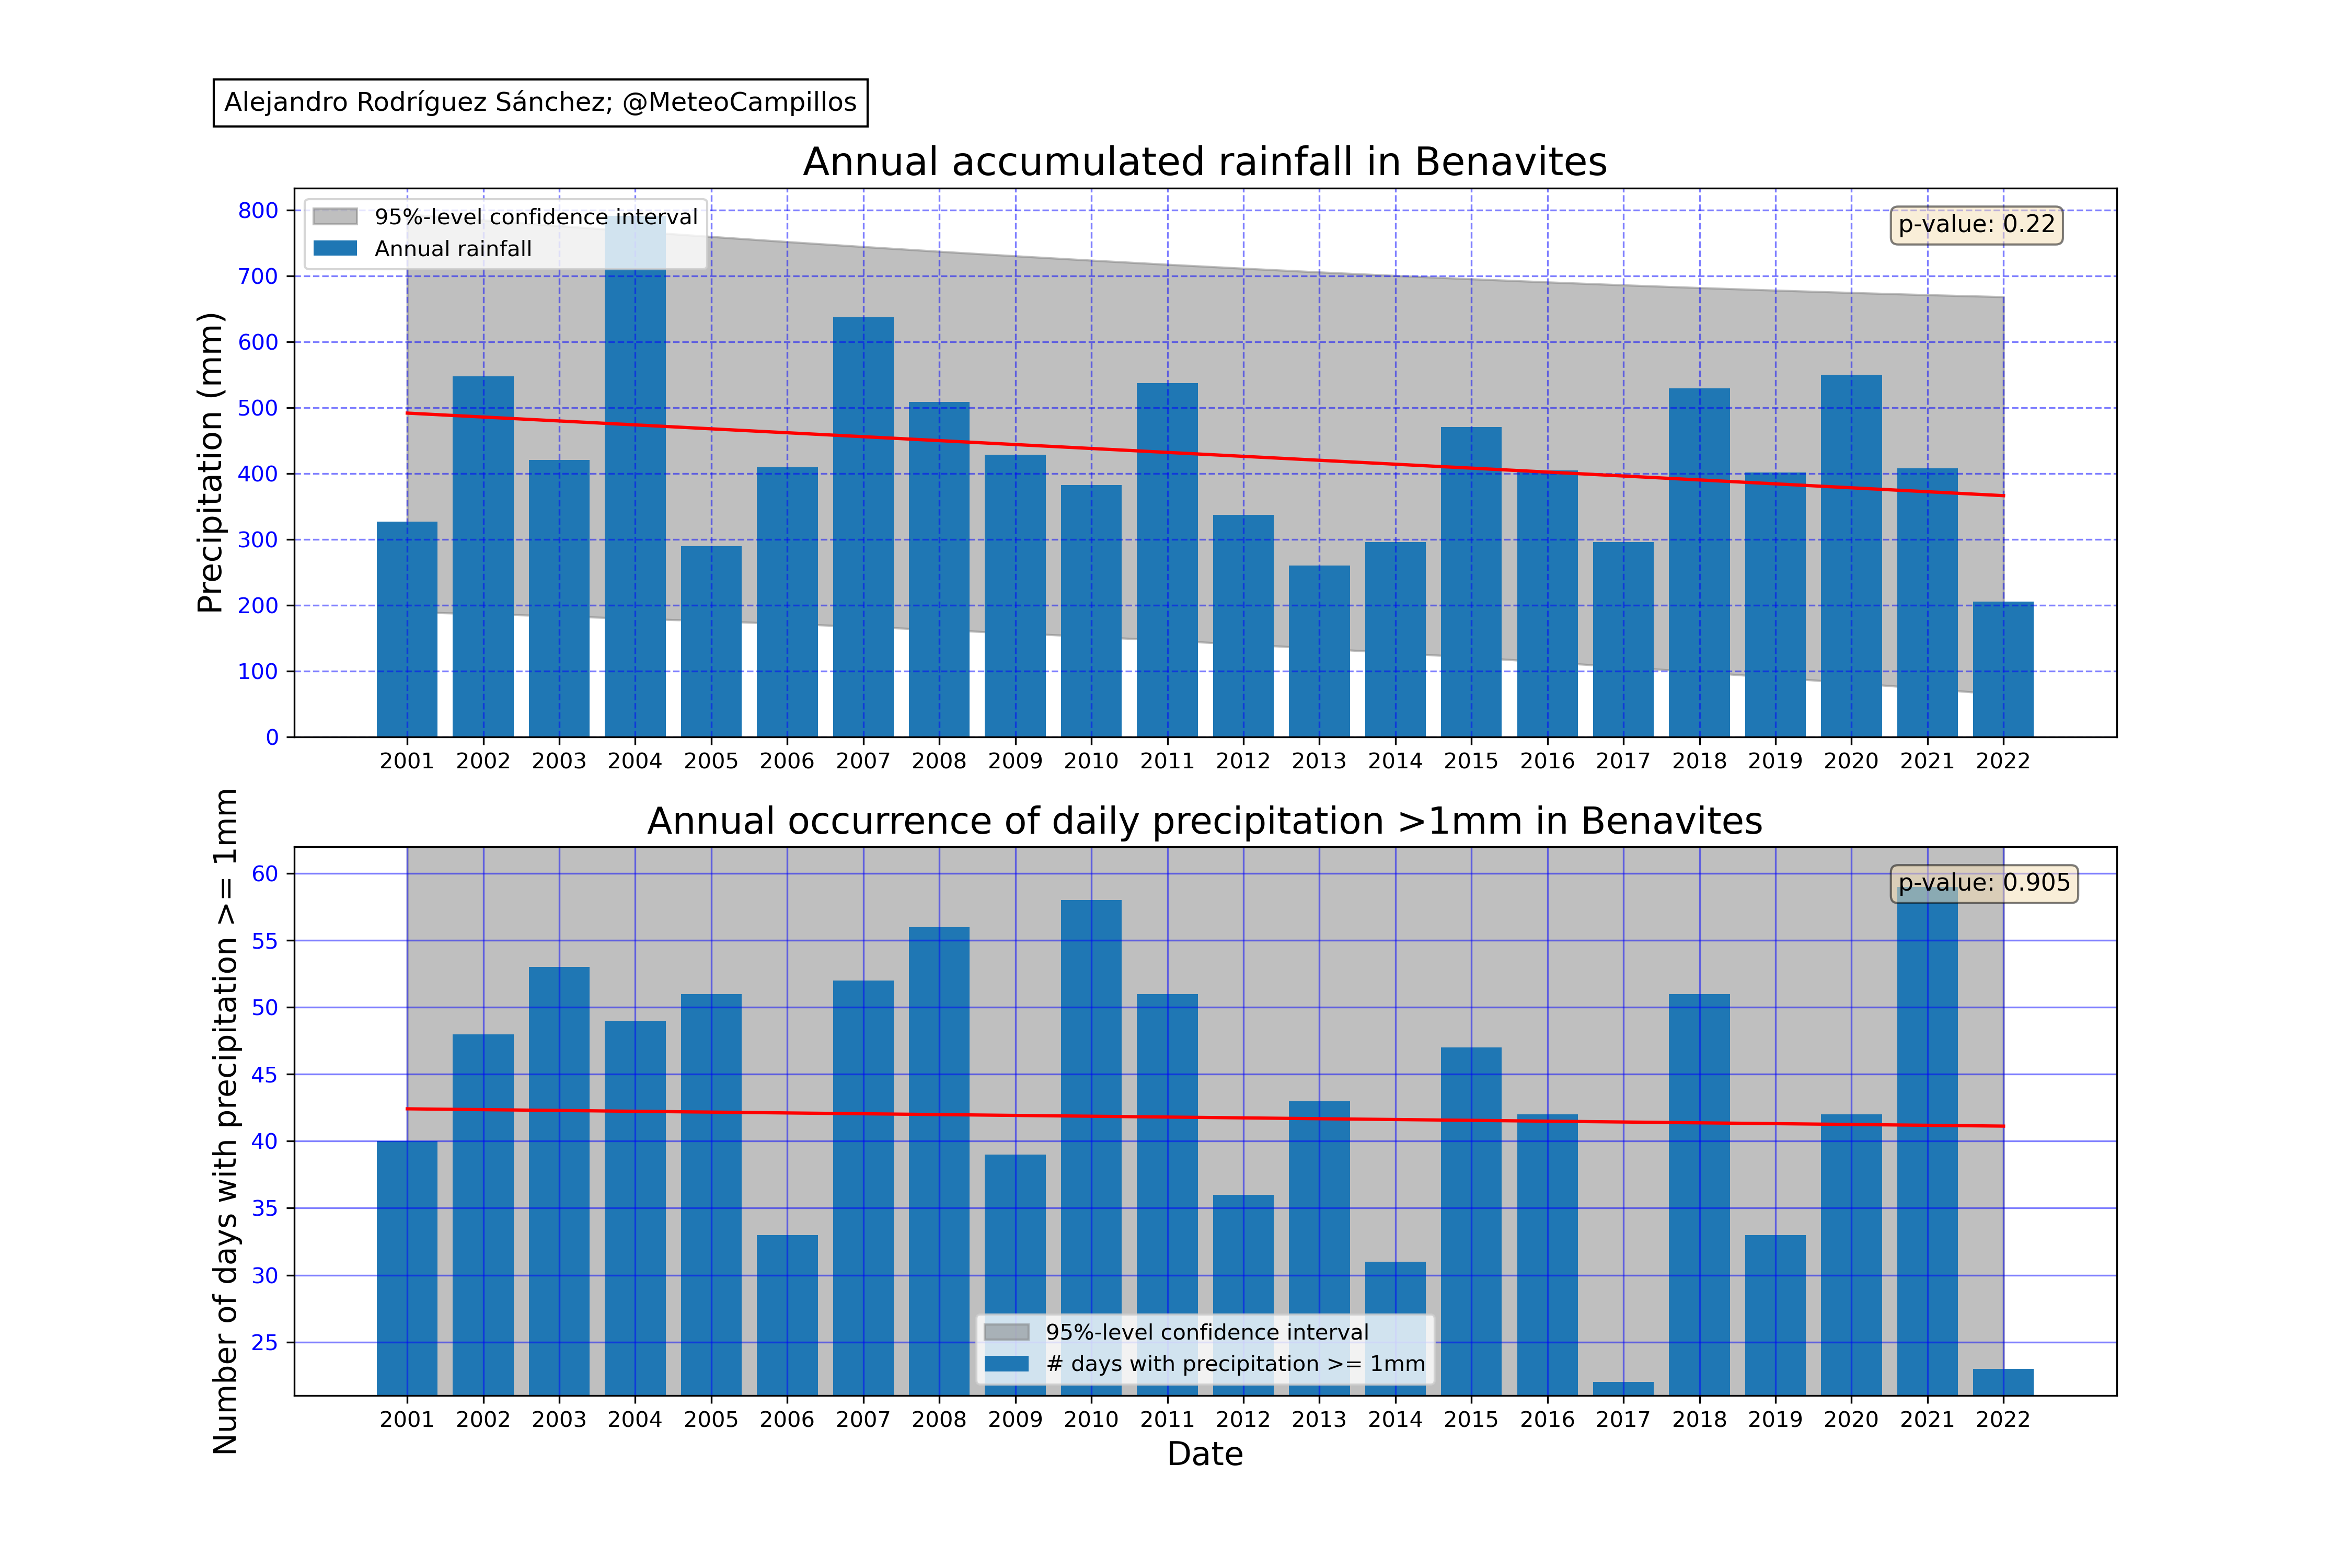 Alejandro Rodríguez Sánchez; @MeteoCampillos
Annual accumulated rainfall in Benavites
95%-level confidence interval
Annual rainfall
p-value: 0.22
Precipitation (mm)
800
700
600
500
400
300
200
100
0
2001 2002 2003 2004 2005 2006 2007 2008 2009 2010 2011 2012 2013 2014 2015 2016 2017 2018 2019 2020 2021 2022
Annual occurrence of daily precipitation >1mm in Benavites
p-value: 0.905
Number of days with precipitation >= 1mm
60
55
50
45
40
35
30
25
95%-level confidence interval
# days with precipitation >= 1mm
2001 2002 2003 2004 2005 2006 2007 2008 2009 2010 2011 2012 2013 2014 2015 2016 2017 2018 2019 2020 2021 2022
Date